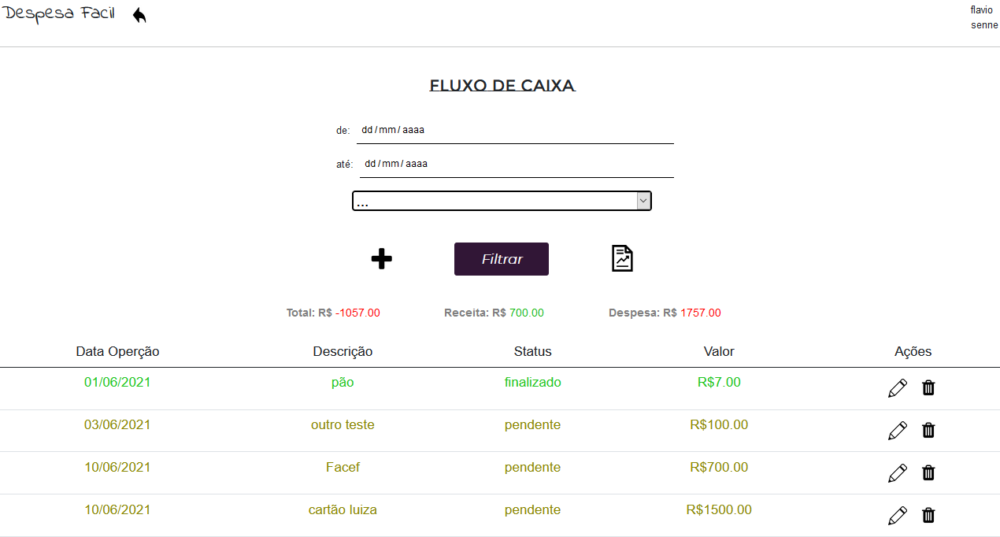 Despesa Facil
flavio
senne
FLUXO DE CAIXA
de: dd/mm/aaaa
até: dd/mm/aaaa
...
Filtrar
Total: R$ -1057.00 Receita: R$ 700.00 Despesa: R$ 1757.00
Data Operção Descrição Status Valor Ações
01/06/2021 pão finalizado R$7.00
03/06/2021 outro teste pendente R$100.00
10/06/2021 Facef pendente R$700.00
10/06/2021 cartão luiza pendente R$1500.00